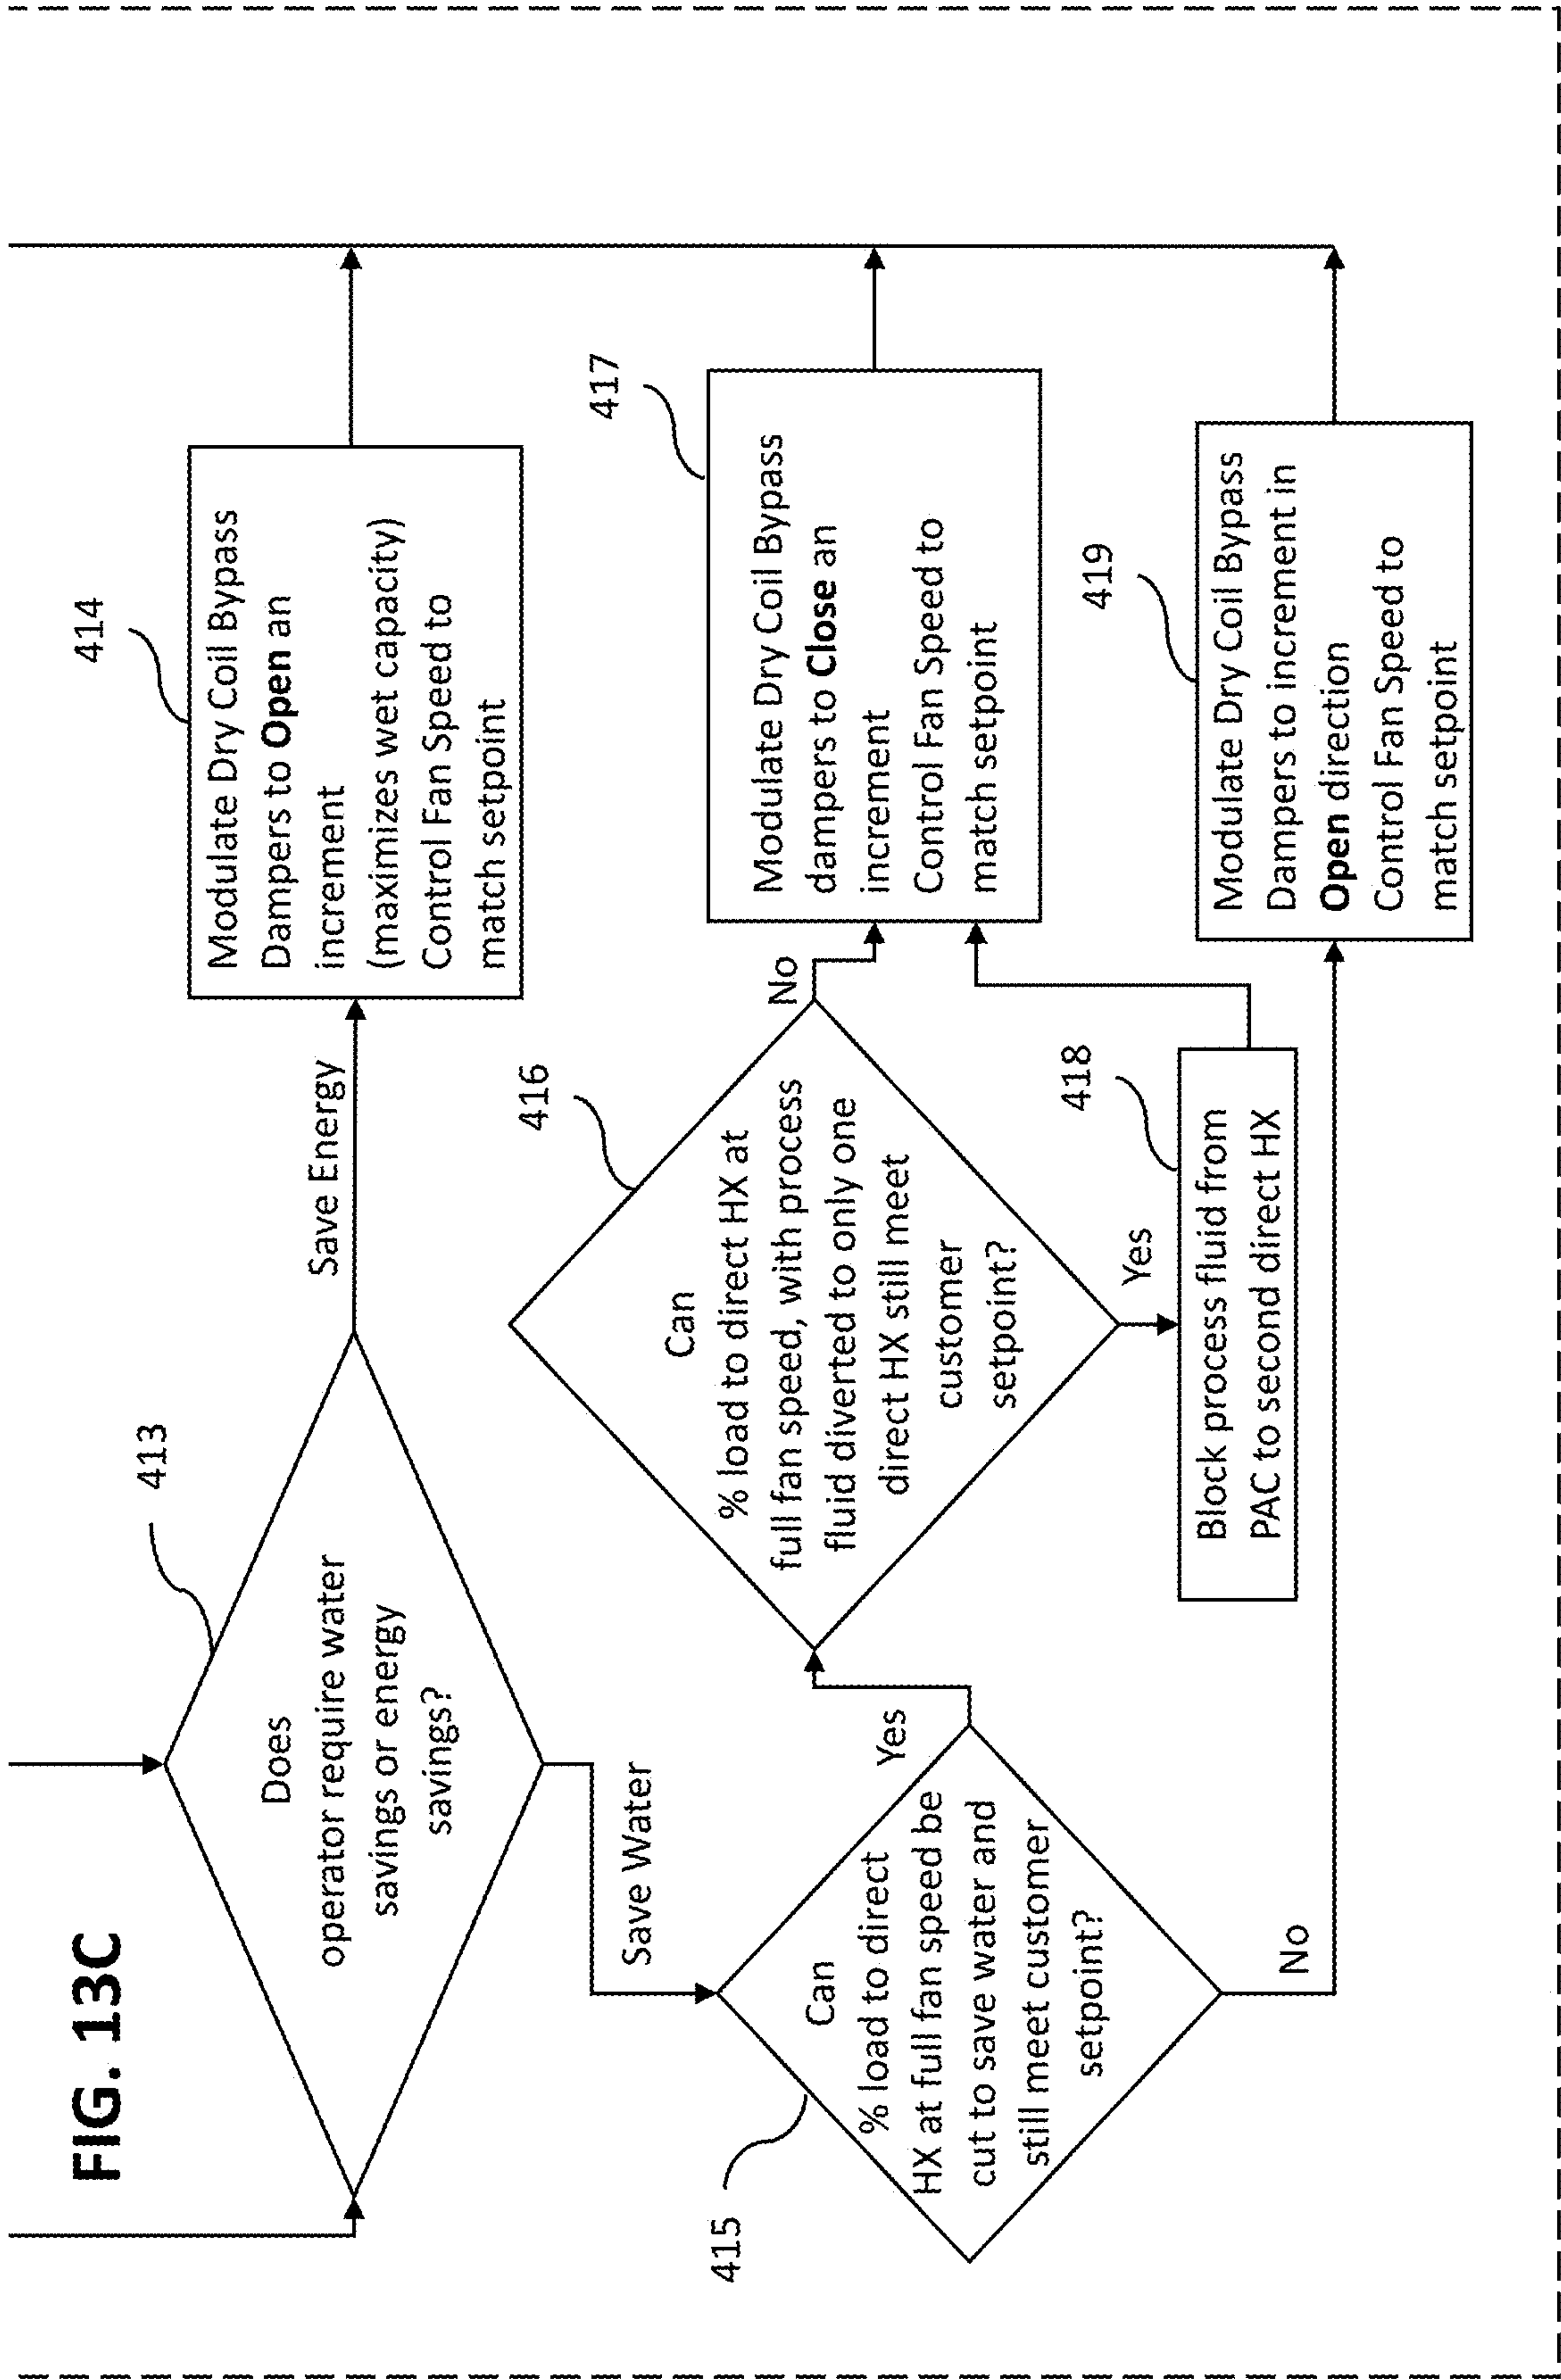 FIG. 13C
413
Does
operator require water
savings or energy
savings?
Save Energy
414
Modulate Dry Coil Bypass
Dampers to Open an
increment
(maximizes wet capacity)
Control Fan Speed to
match setpoint
Save Water
415
Can
% load to direct
HX at full fan speed be
cut to save water and
still meet customer
setpoint?
Yes
No
416
Can
% load to direct HX at
full fan speed, with process
fluid diverted to only one
direct HX still meet
customer
setpoint?
No
Yes
417
Modulate Dry Coil Bypass
dampers to Close an
increment
Control Fan Speed to
match setpoint
418
Block process fluid from
PAC to second direct HX
419
Modulate Dry Coil Bypass
Dampers to increment in
Open direction
Control Fan Speed to
match setpoint